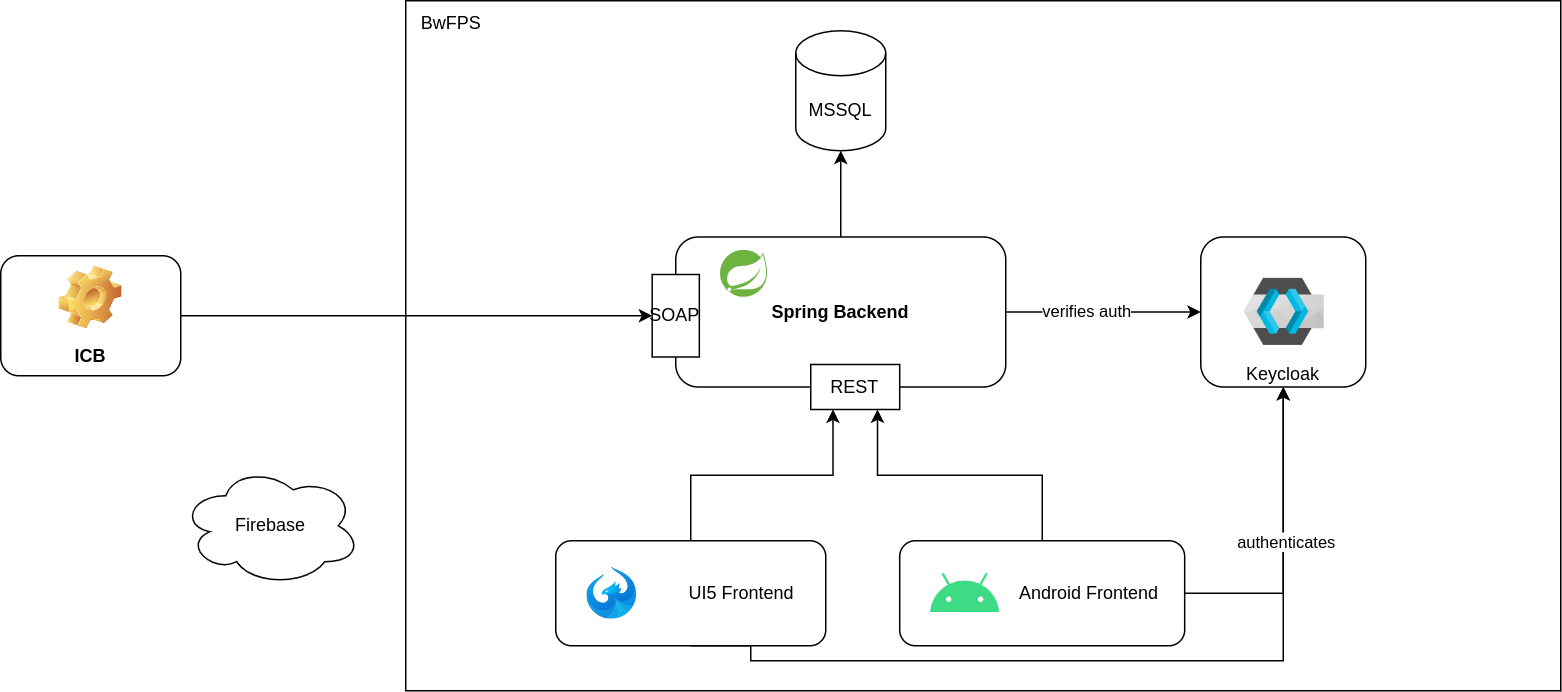 BwFPS
MSSQL
SOAP
Spring Backend
verifies auth
ICB
Keycloak
REST
Firebase
authenticates
UI5 Frontend
Android Frontend